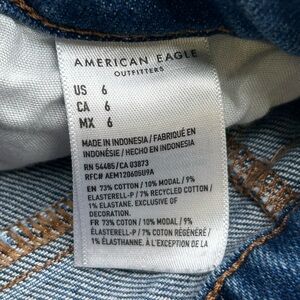 AMERICAN EAGLE
OUTFITTERS
US 6
CA 6
MX 6
MADE IN INDONESIA / FABRIQUÉ EN
INDONÉSIE / HECHO EN INDONESIA
RN 54485/CA 03873
RFC# AEM120605U9A
EN 73% COTTON / 10% MODAL / 9%
ELASTERELL-P / 7% RECYCLED COTTON /
1% ELASTANE. EXCLUSIVE OF
DECORATION.
FR 73% COTON / 10% MODAL / 9%
ELASTERELL-P / 7% COTON RÉGÉNÉRÉ /
1% ÉLASTHANNE. À L'EXCEPTION DE LA